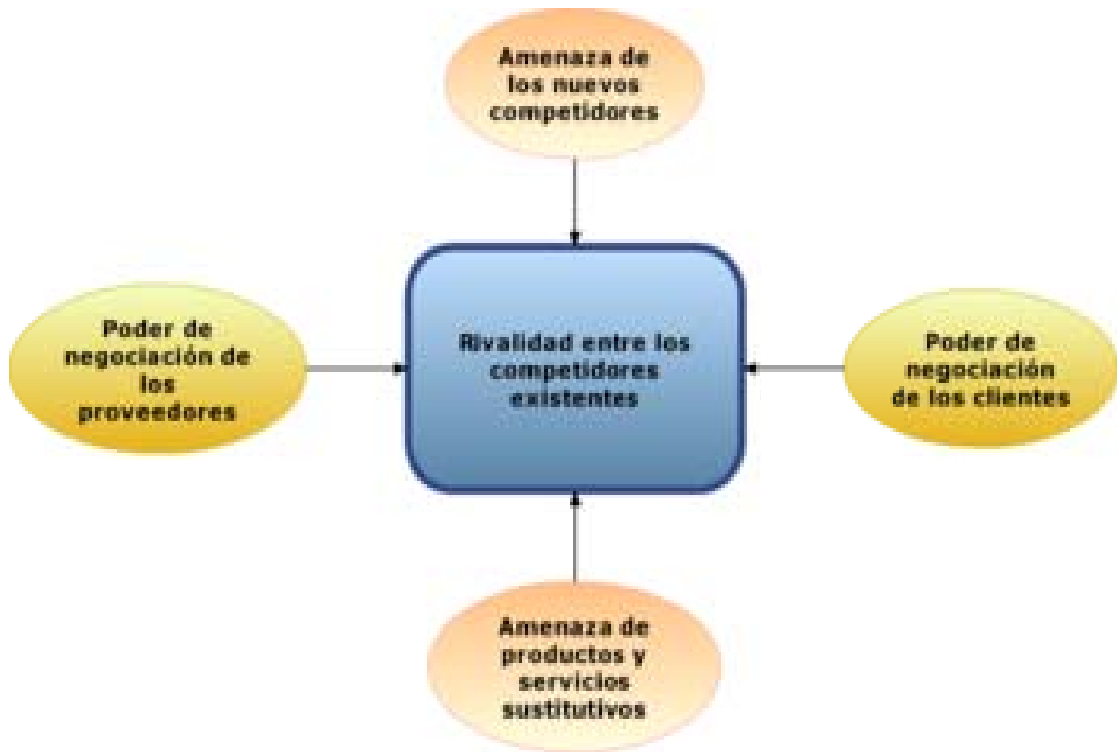 Amenaza de
los nuevos
competidores
Poder de
negociación de
los
proveedores
Rivalidad entre los
competidores
existentes
Poder de
negociación
de los clientes
Amenaza de
productos y
servicios
sustitutivos